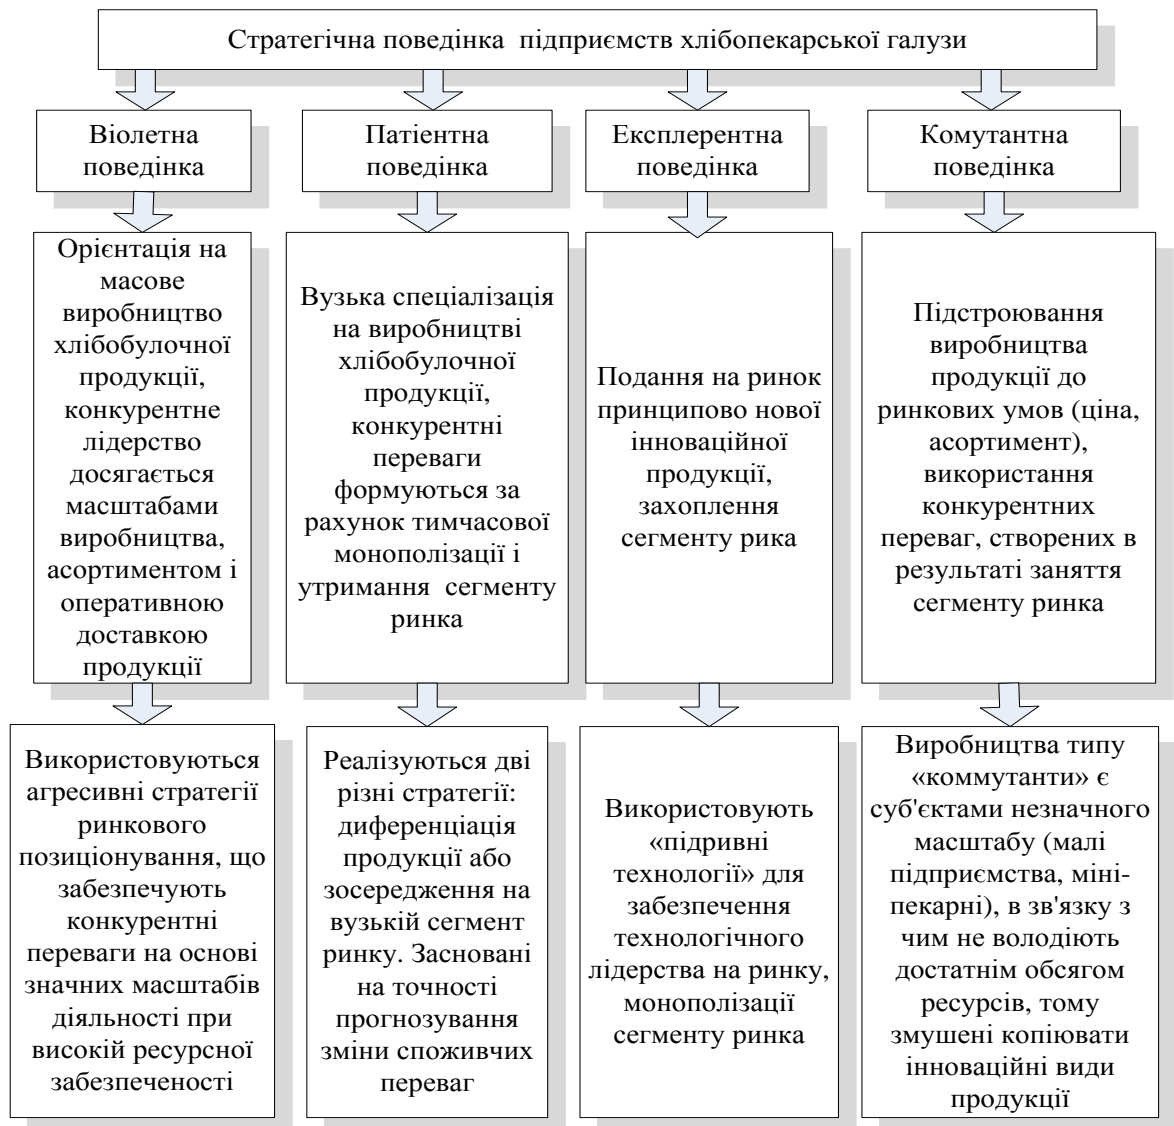 Стратегічна поведінка підприємств хлібопекарської галузи
Віолетна
поведінка
Патіентна
поведінка
Експлерентна
поведінка
Комутантна
поведінка
Орієнтація на
масове
виробництво
хлібобулочної
продукції,
конкурентне
лідерство
досягається
масштабами
виробництва,
асортиментом і
оперативною
доставкою
продукції
Вузька спеціалізація
на виробництві
хлібобулочної
продукції,
конкурентні
переваги
формуються за
рахунок тимчасової
монополізації і
утримання сегменту
ринка
Подання на ринок
принципово нової
інноваційної
продукції,
захоплення
сегменту рика
Підстроювання
виробництва
продукції до
ринкових умов (ціна,
асортимент),
використання
конкурентних
переваг, створених в
результаті заняття
сегменту ринка
Використовуються
агресивні стратегії
ринкового
позиціонування, що
забезпечують
конкурентні
переваги на основі
значних масштабів
діяльності при
високій ресурсної
забезпеченості
Реалізуються дві
різні стратегії:
диференціація
продукції або
зосередження на
вузькій сегмент
ринку. Засновані
на точності
прогнозування
зміни споживчих
переваг
Використовують
«підривні
технології» для
забезпечення
технологічного
лідерства на ринку,
монополізації
сегменту ринка
Виробництва типу
«коммутанти» є
суб'єктами незначного
масштабу (малі
підприємства, міні-
пекарні), в зв'язку з
чим не володіють
достатнім обсягом
ресурсів, тому
змушені копіювати
інноваційні види
продукції